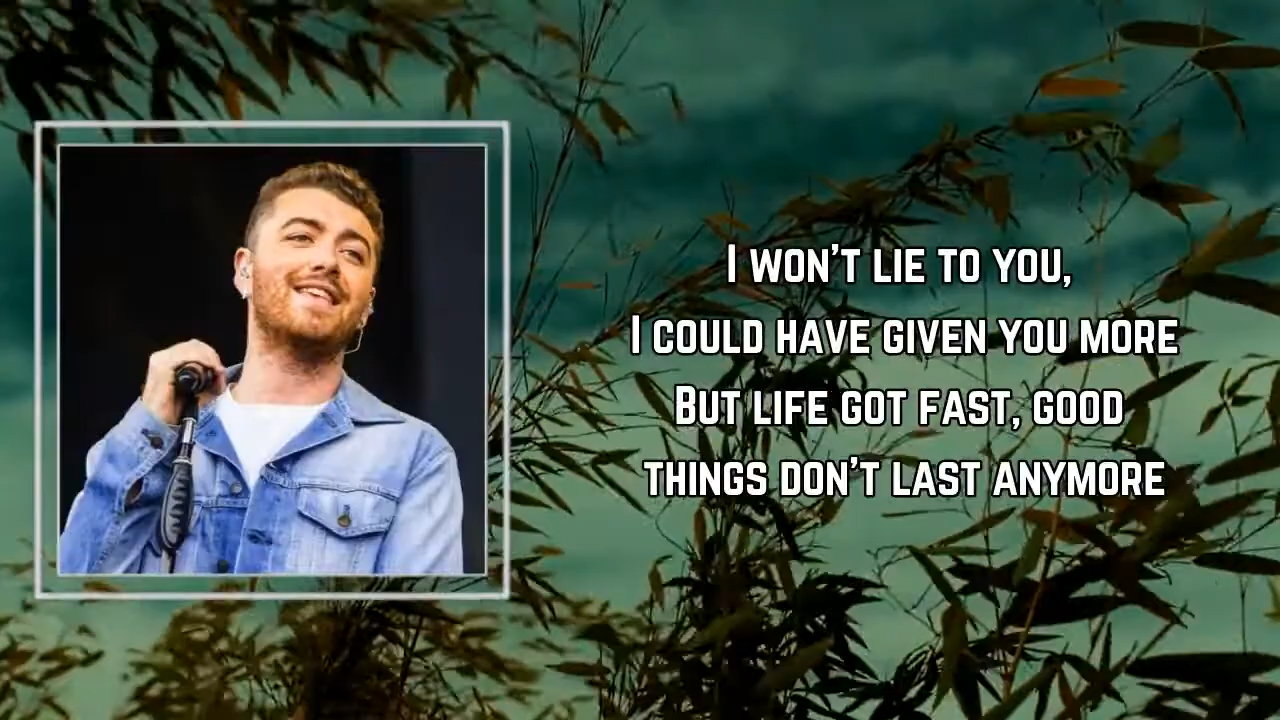 I WON'T LIE TO YOU,
I COULD HAVE GIVEN YOU MORE
BUT LIFE GOT FAST, GOOD
THINGS DON'T LAST ANYMORE